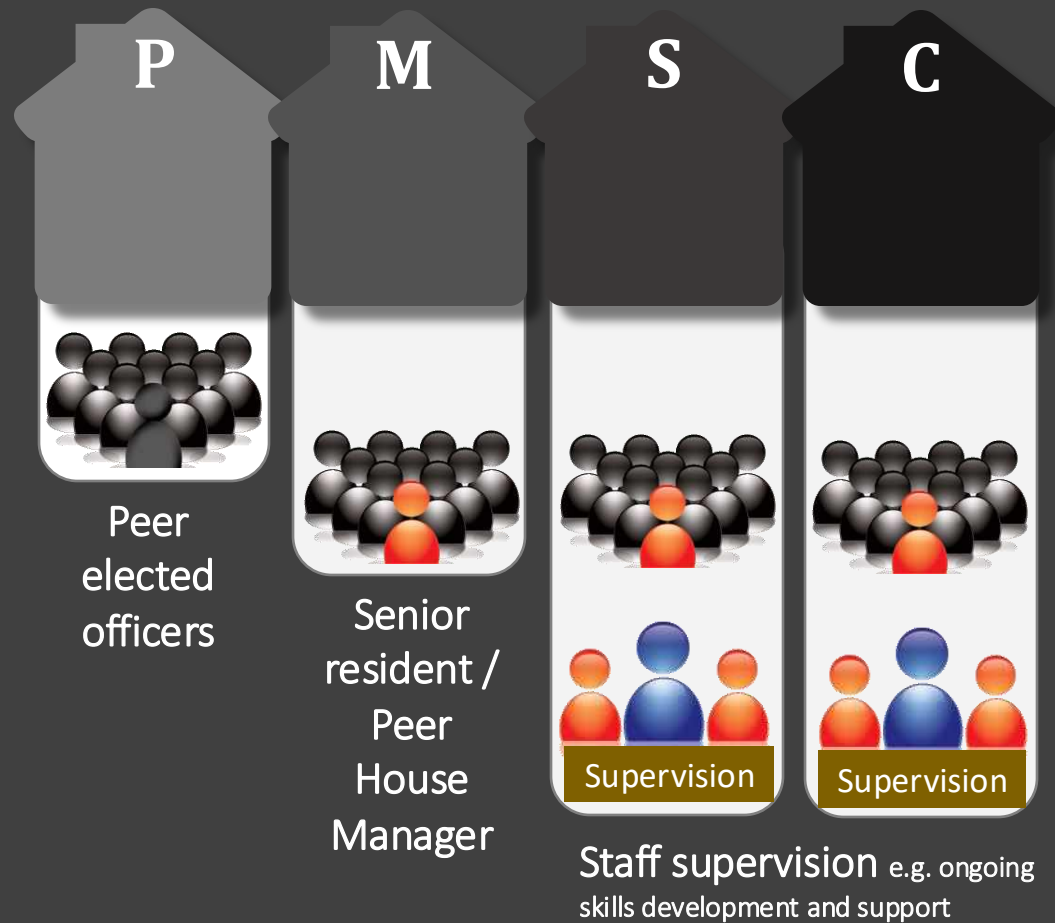 P
M
S
C
Peer
elected
officers
Senior
resident /
Peer
House
Manager
Supervision
Supervision
Staff supervision e.g. ongoing
skills development and support